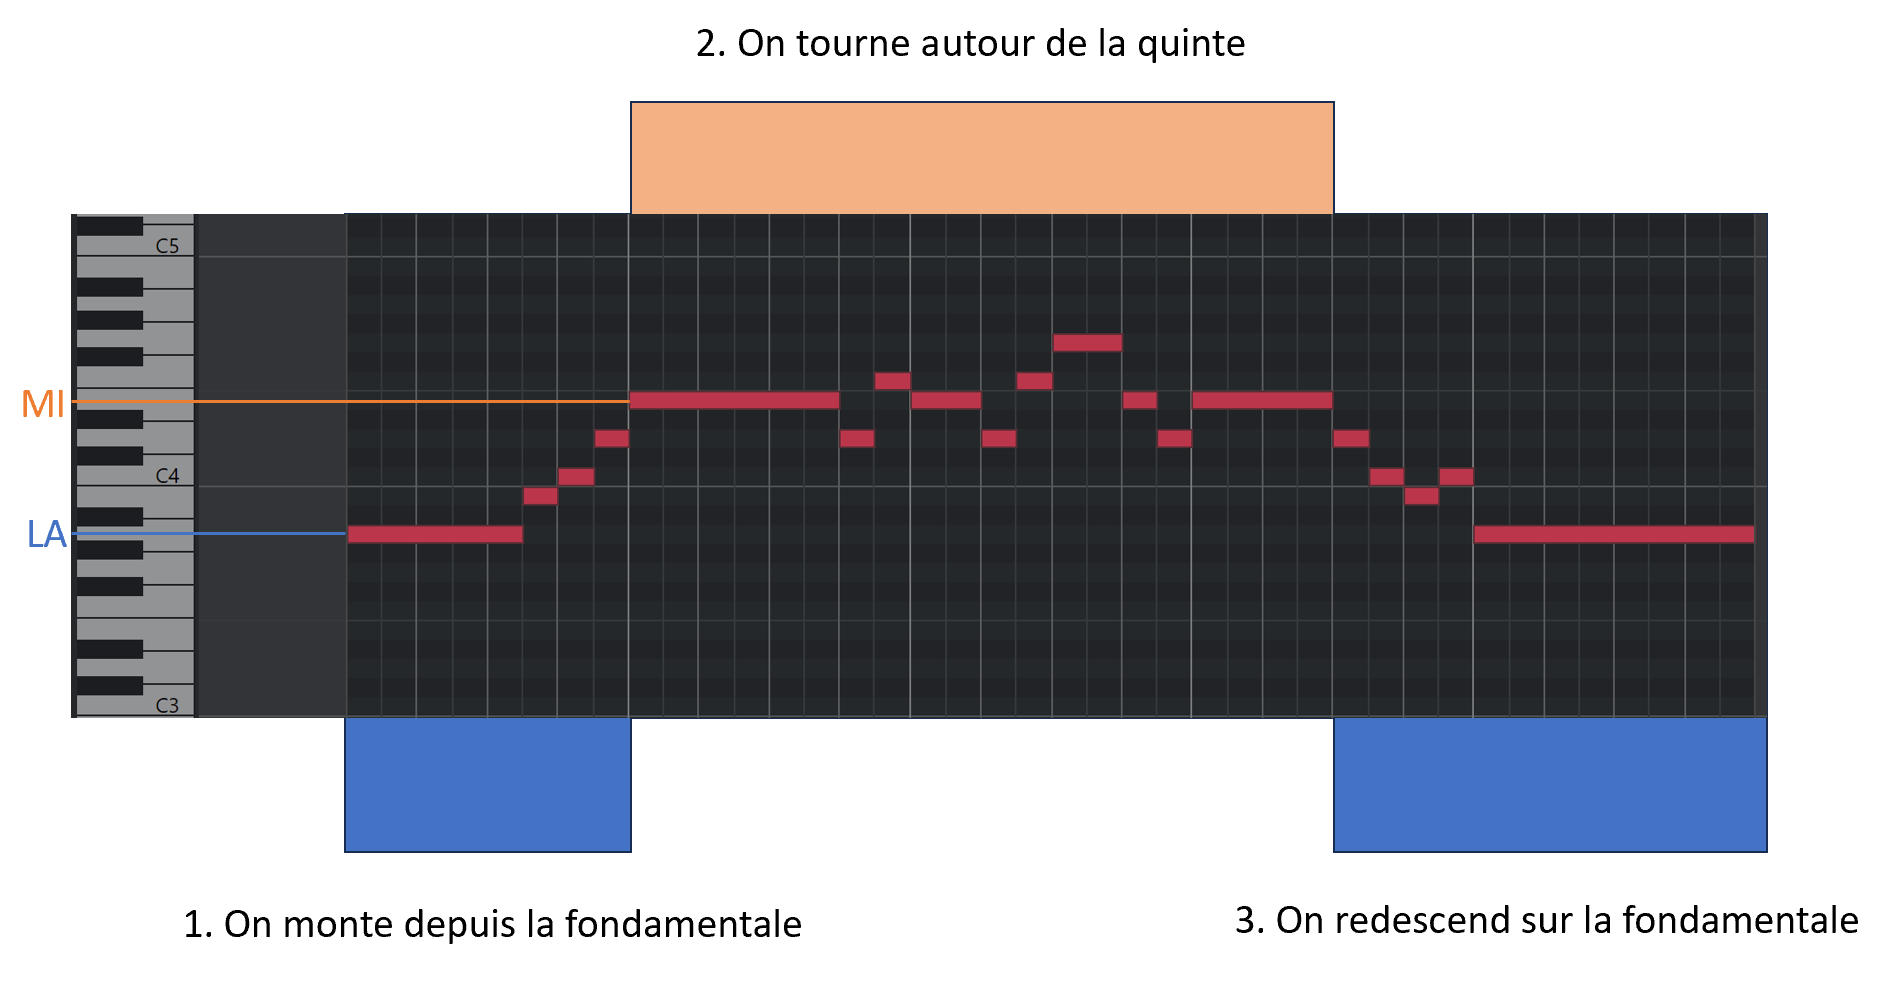 2. On tourne autour de la quinte
C5
MI
C4
LA
C3
1. On monte depuis la fondamentale
3. On redescend sur la fondamentale